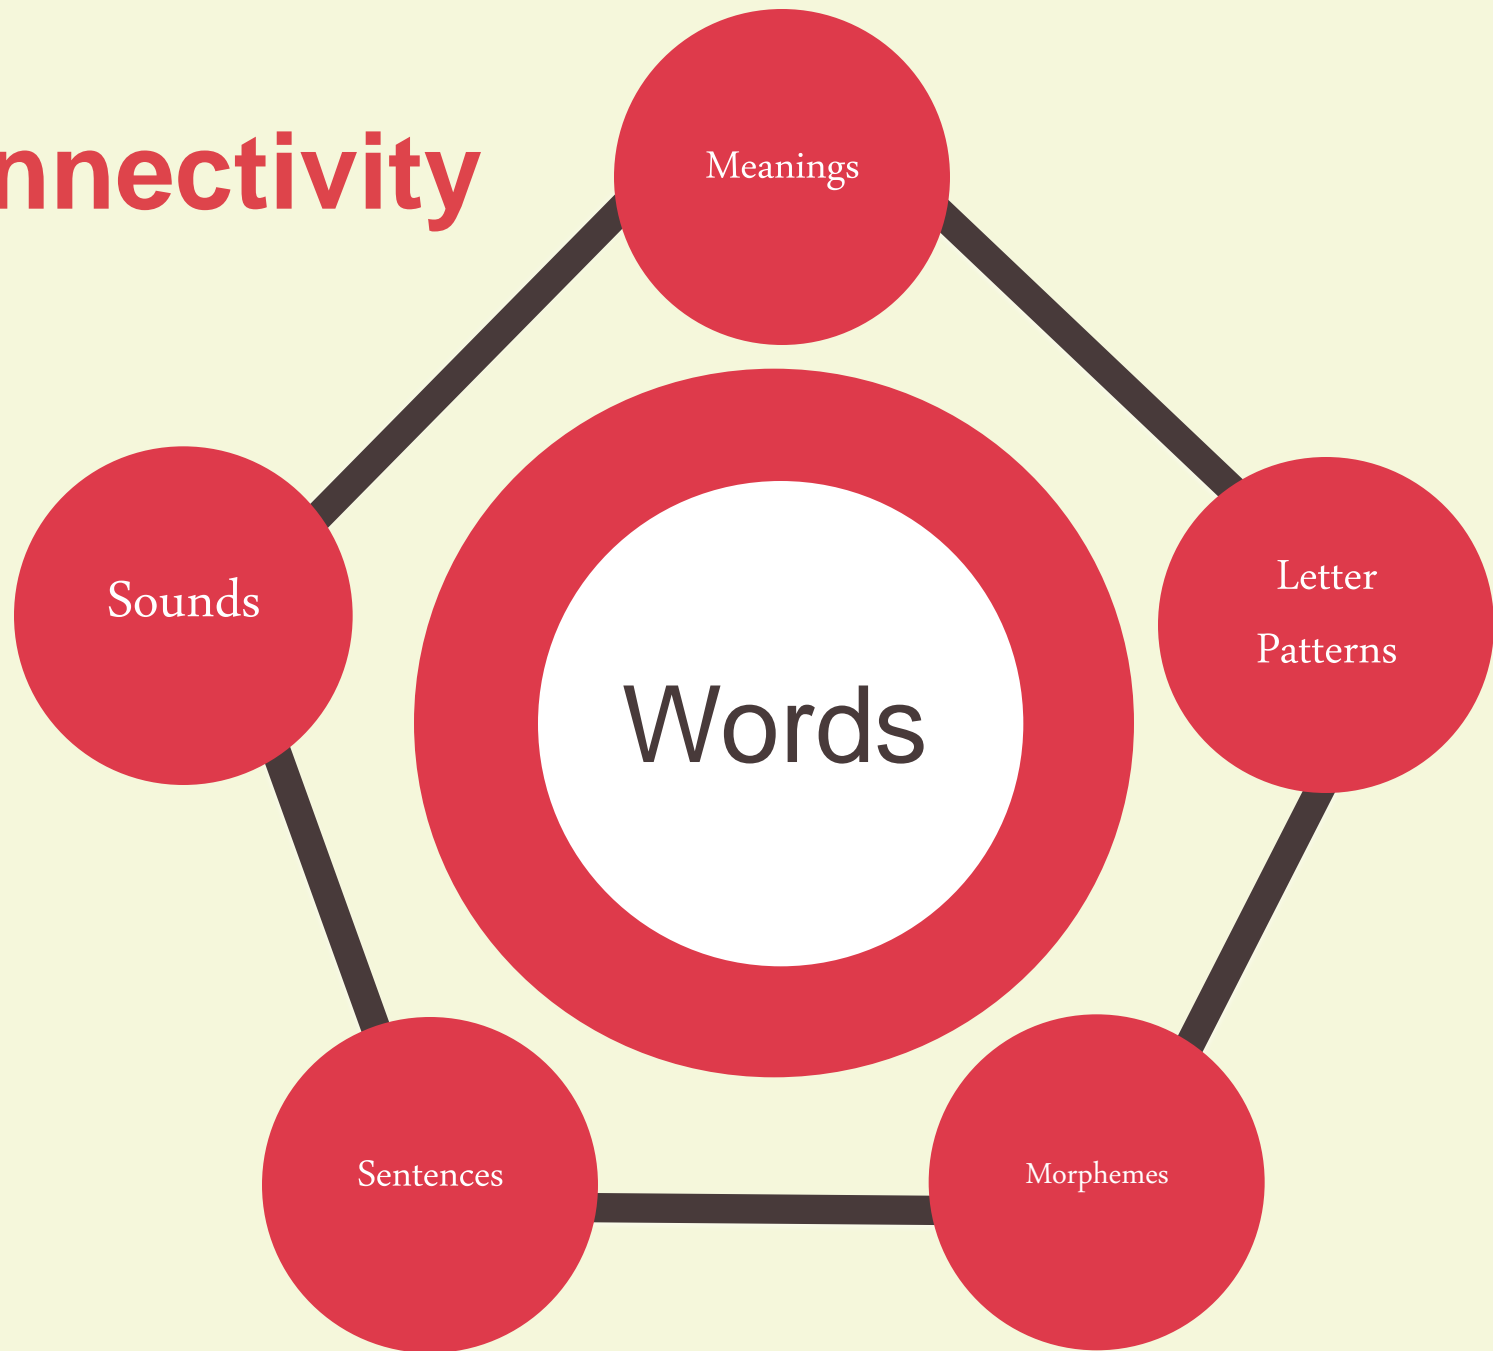 nnectivity
Meanings
Sounds
Letter
Patterns
Words
Sentences
Morphemes